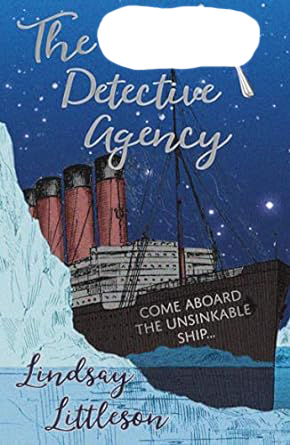 The
Detective
Agency
COME ABOARD
THE UNSINKABLE
SHIP...
Lindsay
Littleson